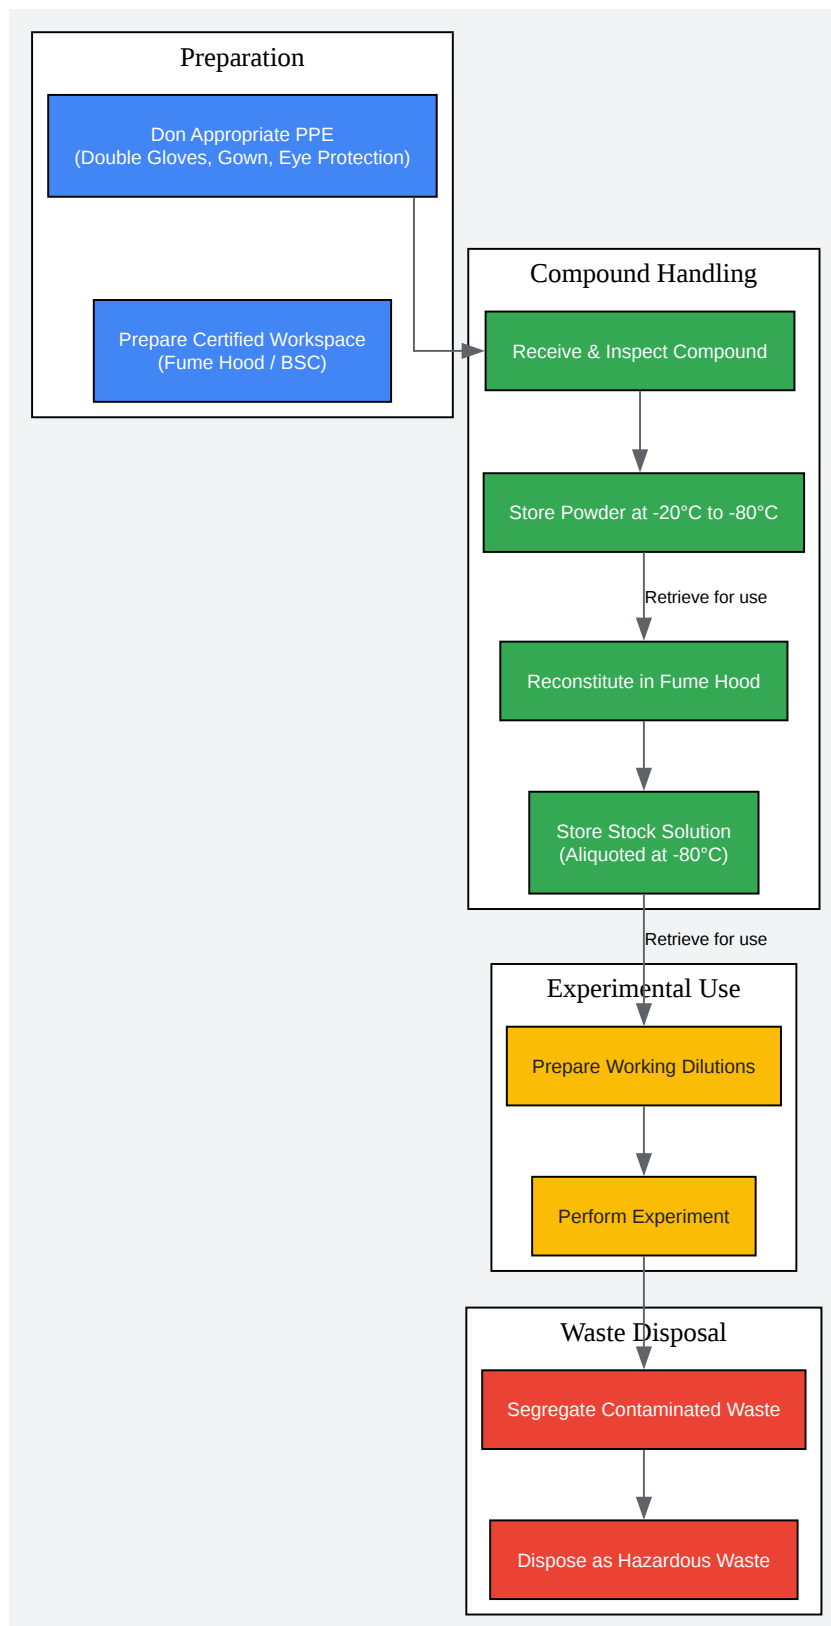 Preparation
Don Appropriate PPE
(Double Gloves, Gown, Eye Protection)
Prepare Certified Workspace
(Fume Hood / BSC)
Compound Handling
Receive & Inspect Compound
Store Powder at -20°C to -80°C
Retrieve for use
Reconstitute in Fume Hood
Store Stock Solution
(Aliquoted at -80°C)
Retrieve for use
Experimental Use
Prepare Working Dilutions
Perform Experiment
Waste Disposal
Segregate Contaminated Waste
Dispose as Hazardous Waste